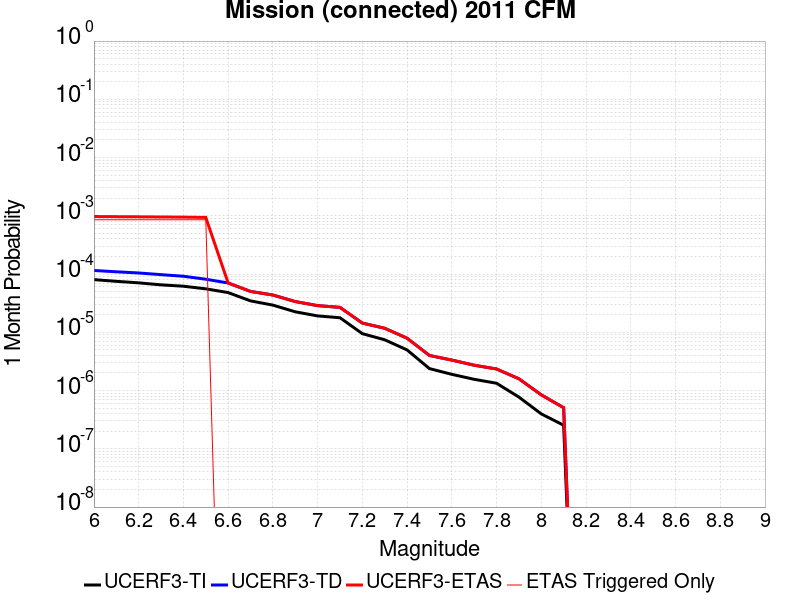 Mission (connected) 2011 CFM
10 0
10 -1
10 -2
10 -3
10 -4
10 -5
10 -6
10 -7
10 -8
1 Month Probability
6 6.2 6.4 6.6 6.8 7 7.2 7.4 7.6 7.8 8 8.2 8.4 8.6 8.8 9
Magnitude
UCERF3-TI UCERF3-TD UCERF3-ETAS ETAS Triggered Only